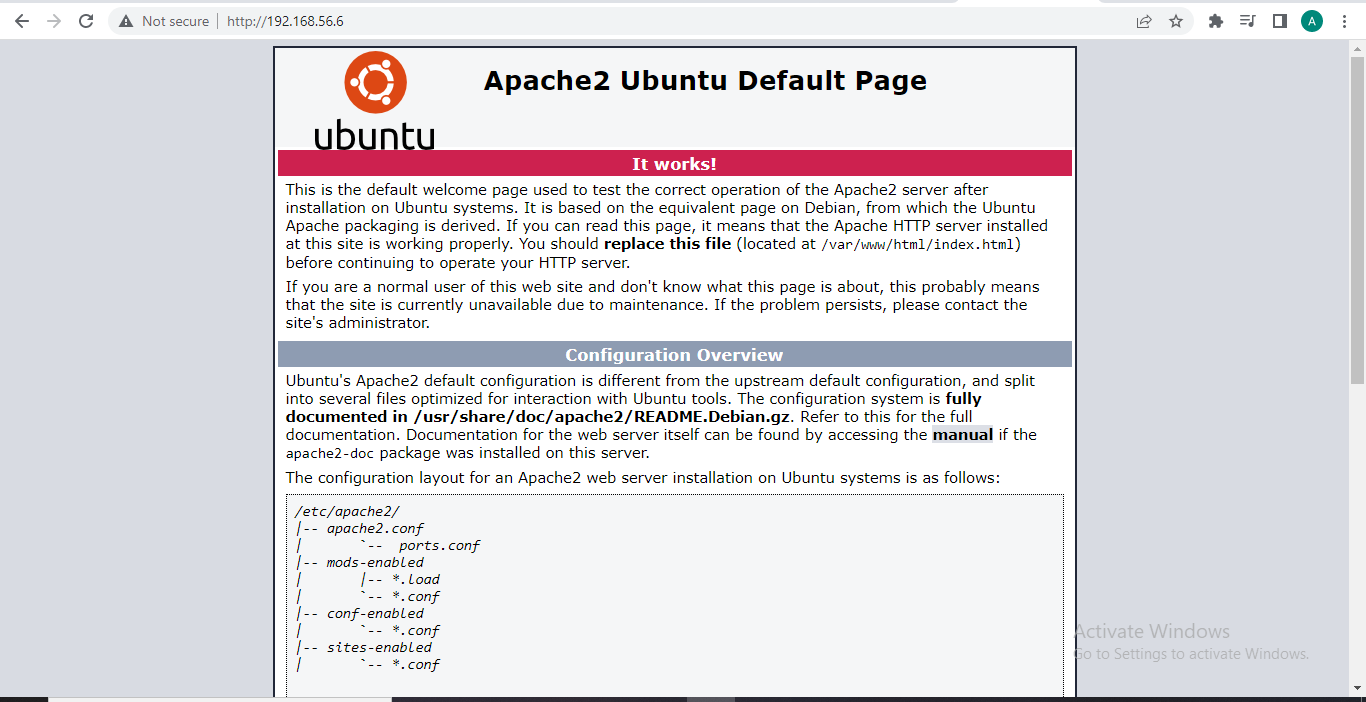 Not secure | http://192.168.56.6
A
ubuntu
Apache2 Ubuntu Default Page
It works!
This is the default welcome page used to test the correct operation of the Apache2 server after
installation on Ubuntu systems. It is based on the equivalent page on Debian, from which the Ubuntu
Apache packaging is derived. If you can read this page, it means that the Apache HTTP server installed
at this site is working properly. You should replace this file (located at /var/www/html/index.html)
before continuing to operate your HTTP server.
If you are a normal user of this web site and don't know what this page is about, this probably means
that the site is currently unavailable due to maintenance. If the problem persists, please contact the
site's administrator.
Configuration Overview
Ubuntu's Apache2 default configuration is different from the upstream default configuration, and split
into several files optimized for interaction with Ubuntu tools. The configuration system is fully
documented in /usr/share/doc/apache2/README.Debian.gz. Refer to this for the full
documentation. Documentation for the web server itself can be found by accessing the manual if the
apache2-doc package was installed on this server.
The configuration layout for an Apache2 web server installation on Ubuntu systems is as follows:
/etc/apache2/
|-- apache2.conf
|       `--  ports.conf
|-- mods-enabled
|       |-- *.load
|       `-- *.conf
|-- conf-enabled
|       `-- *.conf
|-- sites-enabled
|       `-- *.conf
Activate Windows
Go to Settings to activate Windows.